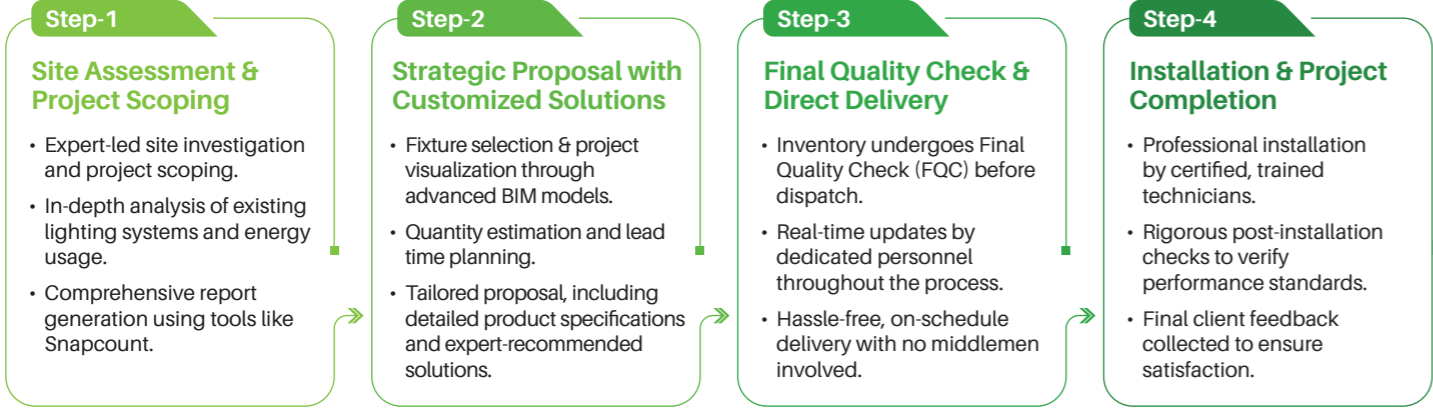 Step-1
Site Assessment &
Project Scoping
• Expert-led site investigation
and project scoping.
• In-depth analysis of existing
lighting systems and energy
usage.
• Comprehensive report
generation using tools like
Snapcount.
Step-2
Strategic Proposal with
Customized Solutions
• Fixture selection & project
visualization through
advanced BIM models.
• Quantity estimation and lead
time planning.
• Tailored proposal, including
detailed product specifications
and expert-recommended
solutions.
Step-3
Final Quality Check &
Direct Delivery
• Inventory undergoes Final
Quality Check (FQC) before
dispatch.
• Real-time updates by
dedicated personnel
throughout the process.
• Hassle-free, on-schedule
delivery with no middlemen
involved.
Step-4
Installation & Project
Completion
• Professional installation
by certified, trained
technicians.
• Rigorous post-installation
checks to verify
performance standards.
• Final client feedback
collected to ensure
satisfaction.